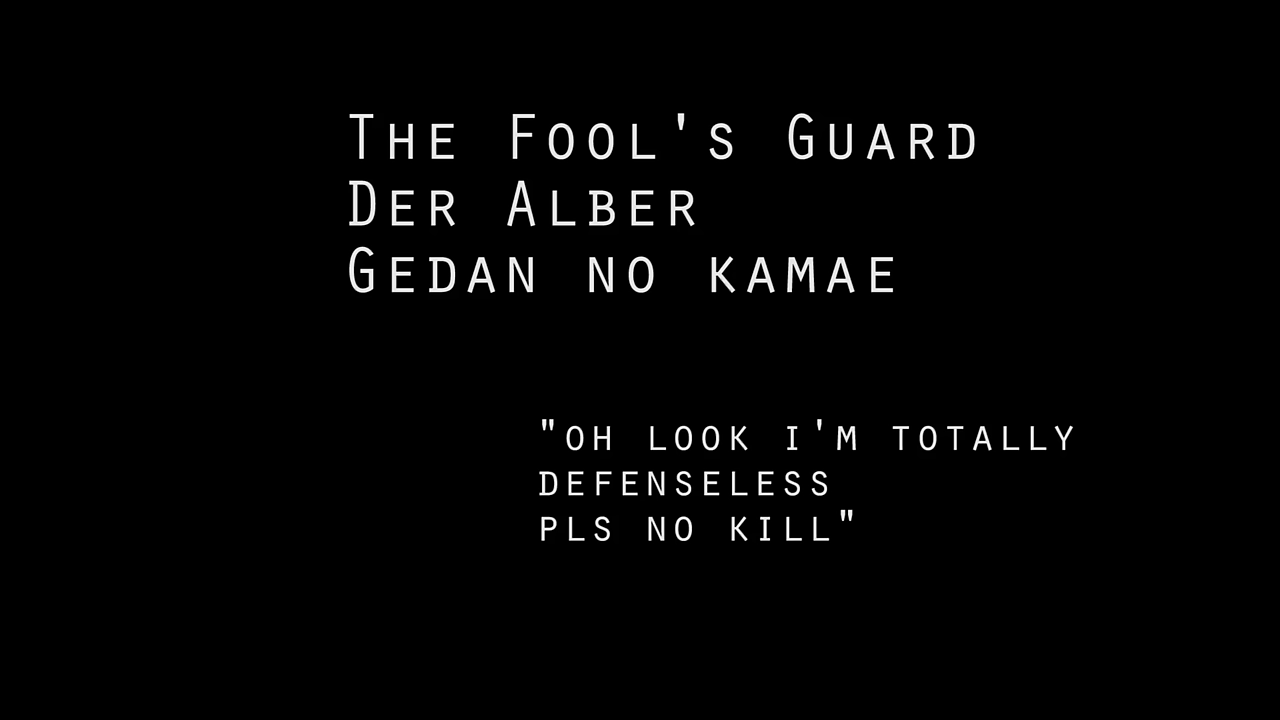 The Fool's Guard
Der Alber
Gedan no kamae
"oh look i'm totally
defenseless
pls no kill"